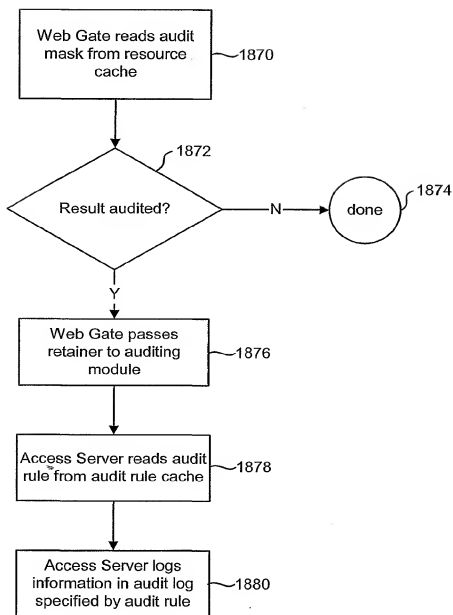 Web Gate reads audit
mask from resource
cache
1870
1872
Result audited?
N
done
1874
Y
Web Gate passes
retainer to auditing
module
1876
Access Server reads audit
rule from audit rule cache
1878
Access Server logs
information in audit log
specified by audit rule
1880